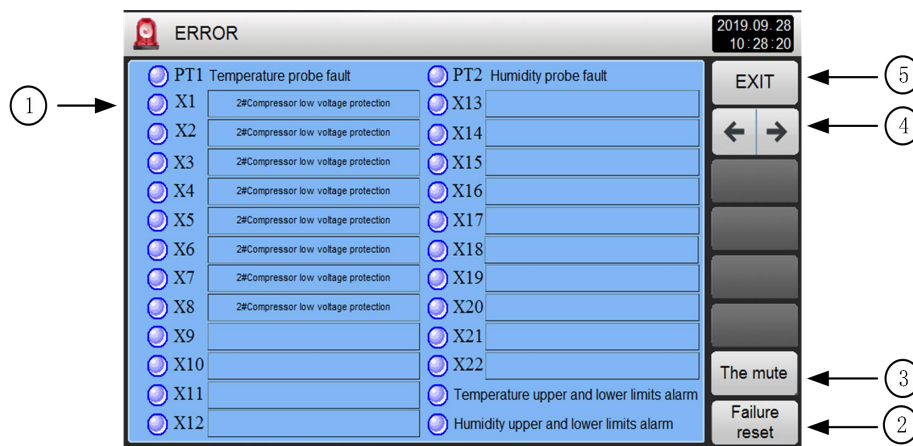 ERROR
2019.09.28
10:28:20
PT1 Temperature probe fault
PT2 Humidity probe fault
EXIT
5
1
X1 2#Compressor low voltage protection
X13
X2 2#Compressor low voltage protection
X14
← →
4
X3 2#Compressor low voltage protection
X15
X4 2#Compressor low voltage protection
X16
X5 2#Compressor low voltage protection
X17
X6 2#Compressor low voltage protection
X18
X7 2#Compressor low voltage protection
X19
X8 2#Compressor low voltage protection
X20
X9
X21
X10
X22
The mute
3
X11
Temperature upper and lower limits alarm
X12
Humidity upper and lower limits alarm
Failure
reset
2